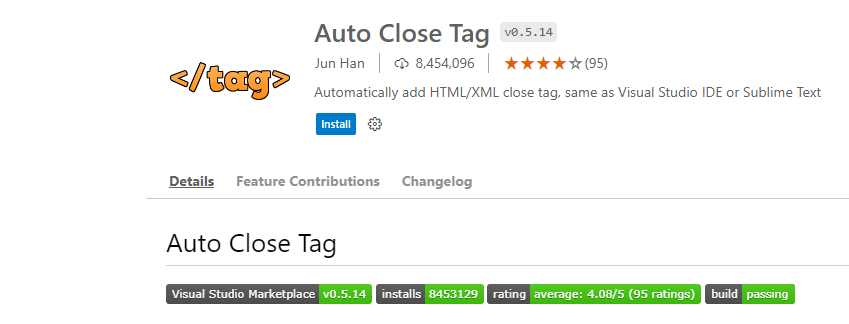 </tag>
Auto Close Tag v0.5.14
Jun Han 8,454,096 ★★★★☆(95)
Automatically add HTML/XML close tag, same as Visual Studio IDE or Sublime Text
Install
Details Feature Contributions Changelog
Auto Close Tag
Visual Studio Marketplace v0.5.14 installs 8453129 rating average: 4.08/5 (95 ratings) build passing